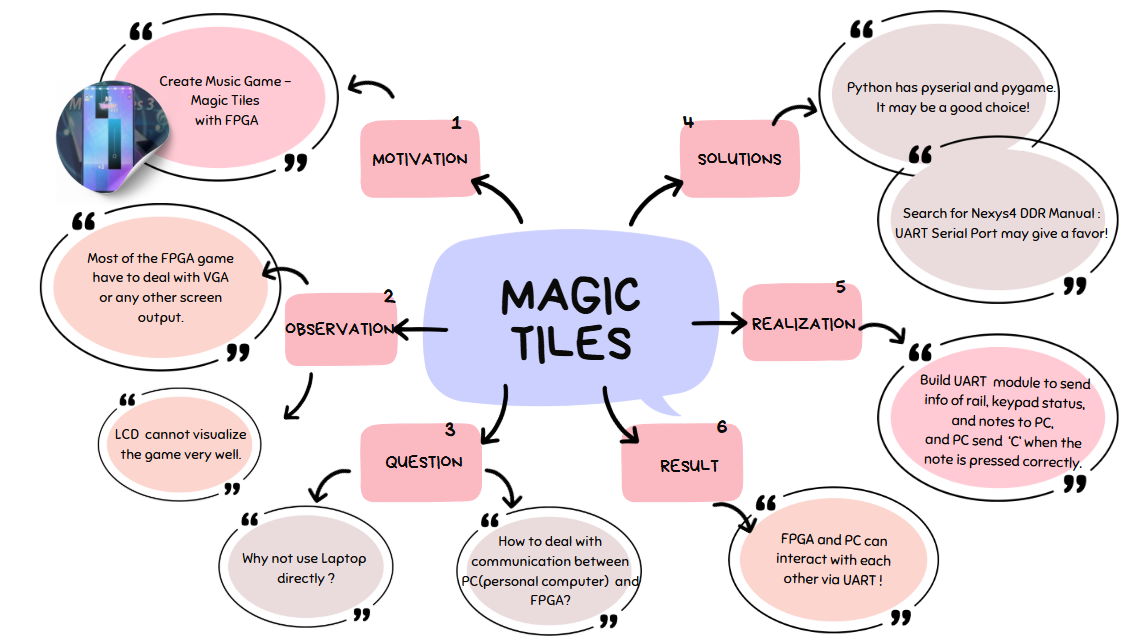 MAGIC
TILES
1
MOTIVATION
Create Music Game –
Magic Tiles
with FPGA
2
OBSERVATION
Most of the FPGA game
have to deal with VGA
or any other screen
output.
LCD cannot visualize
the game very well.
3
QUESTION
Why not use Laptop
directly ?
How to deal with
communication between
PC(personal computer) and
FPGA?
4
SOLUTIONS
Python has pyserial and pygame.
It may be a good choice!
Search for Nexys4 DDR Manual :
UART Serial Port may give a favor!
5
REALIZATION
Build UART module to send
info of rail, keypad status,
and notes to PC,
and PC send 'C' when the
note is pressed correctly.
6
RESULT
FPGA and PC can
interact with each
other via UART !